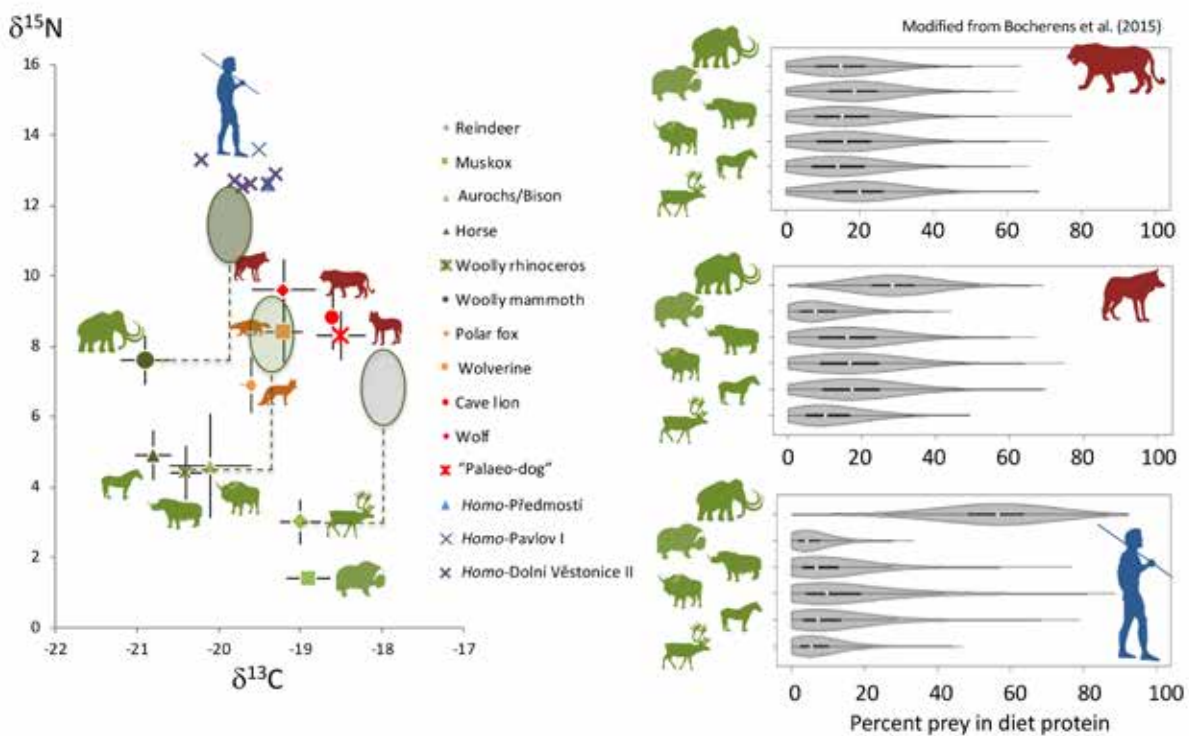 δ15N
16
14
12
10
8
6
4
2
0
-22
-21
-20
-19
-18
-17
δ13C
Reindeer
Muskox
Aurochs/Bison
Horse
Woolly rhinoceros
Woolly mammoth
Polar fox
Wolverine
Cave lion
Wolf
"Palaeo-dog"
Homo-Předmostí
Homo-Pavlov I
Homo-Dolní Věstonice II
Modified from Bocherens et al. (2015)
0 20 40 60 80 100
0 20 40 60 80 100
0 20 40 60 80 100
Percent prey in diet protein